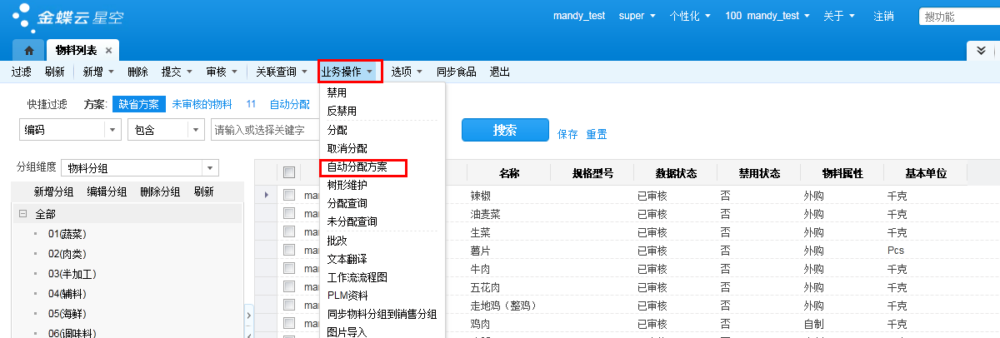 金蝶云 星空
mandy_test super 个性化 100 mandy_test 关于 注销 搜功能
物料列表 ×
过滤 刷新 新增 删除 提交 审核 关联查询 业务操作 选项 同步食品 退出
快捷过滤 方案: 缺省方案 未审核的物料 11 自动分配
编码 包含 请输入或选择关键字 搜索 保存 重置
禁用
反禁用
分配
取消分配
自动分配方案
树形维护
分配查询
未分配查询
批改
文本翻译
工作流流程图
PLM资料
同步物料分组到销售分组
图片导入
分组维度 物料分组
新增分组 编辑分组 删除分组 刷新
全部
01(蔬菜)
02(肉类)
03(半加工)
04(辅料)
05(海鲜)
06(调味料)
名称 规格型号 数据状态 禁用状态 物料属性 基本单位
辣椒 已审核 否 外购 千克
油麦菜 已审核 否 外购 千克
生菜 已审核 否 外购 千克
薯片 已审核 否 外购 Pcs
牛肉 已审核 否 外购 千克
五花肉 已审核 否 外购 千克
走地鸡（整鸡） 已审核 否 外购 千克
鸡肉 已审核 否 自制 千克